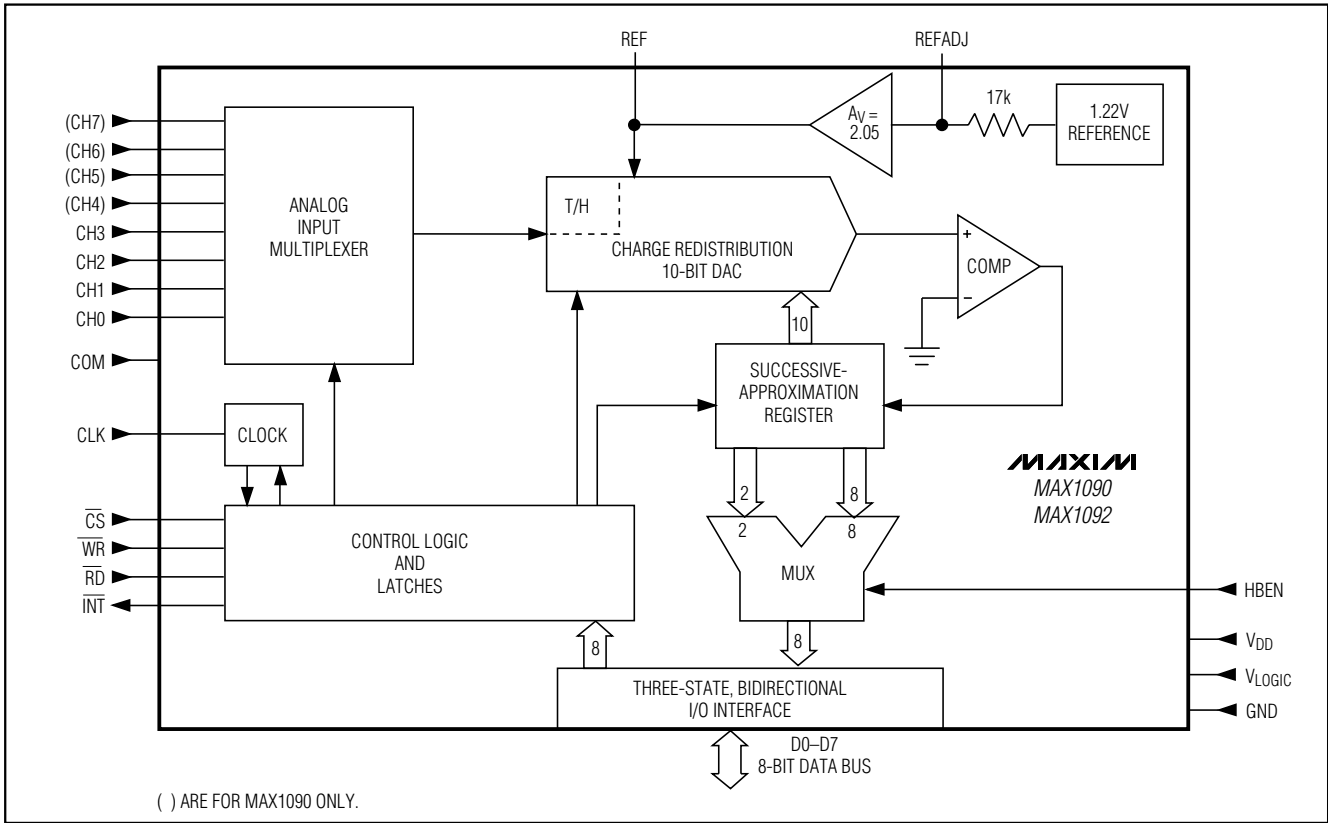 REF
REFADJ
(CH7)
(CH6)
(CH5)
(CH4)
CH3
CH2
CH1
CH0
COM
CLK
CS
WR
RD
INT
ANALOG
INPUT
MULTIPLEXER
AV =
2.05
17k
1.22V
REFERENCE
T/H
CHARGE REDISTRIBUTION
10-BIT DAC
+
COMP
-
10
SUCCESSIVE-
APPROXIMATION
REGISTER
CLOCK
CONTROL LOGIC
AND
LATCHES
2
8
2
8
MUX
8
8
MAXIM
MAX1090
MAX1092
HBEN
VDD
VLOGIC
GND
THREE-STATE, BIDIRECTIONAL
I/O INTERFACE
D0–D7
8-BIT DATA BUS
( ) ARE FOR MAX1090 ONLY.